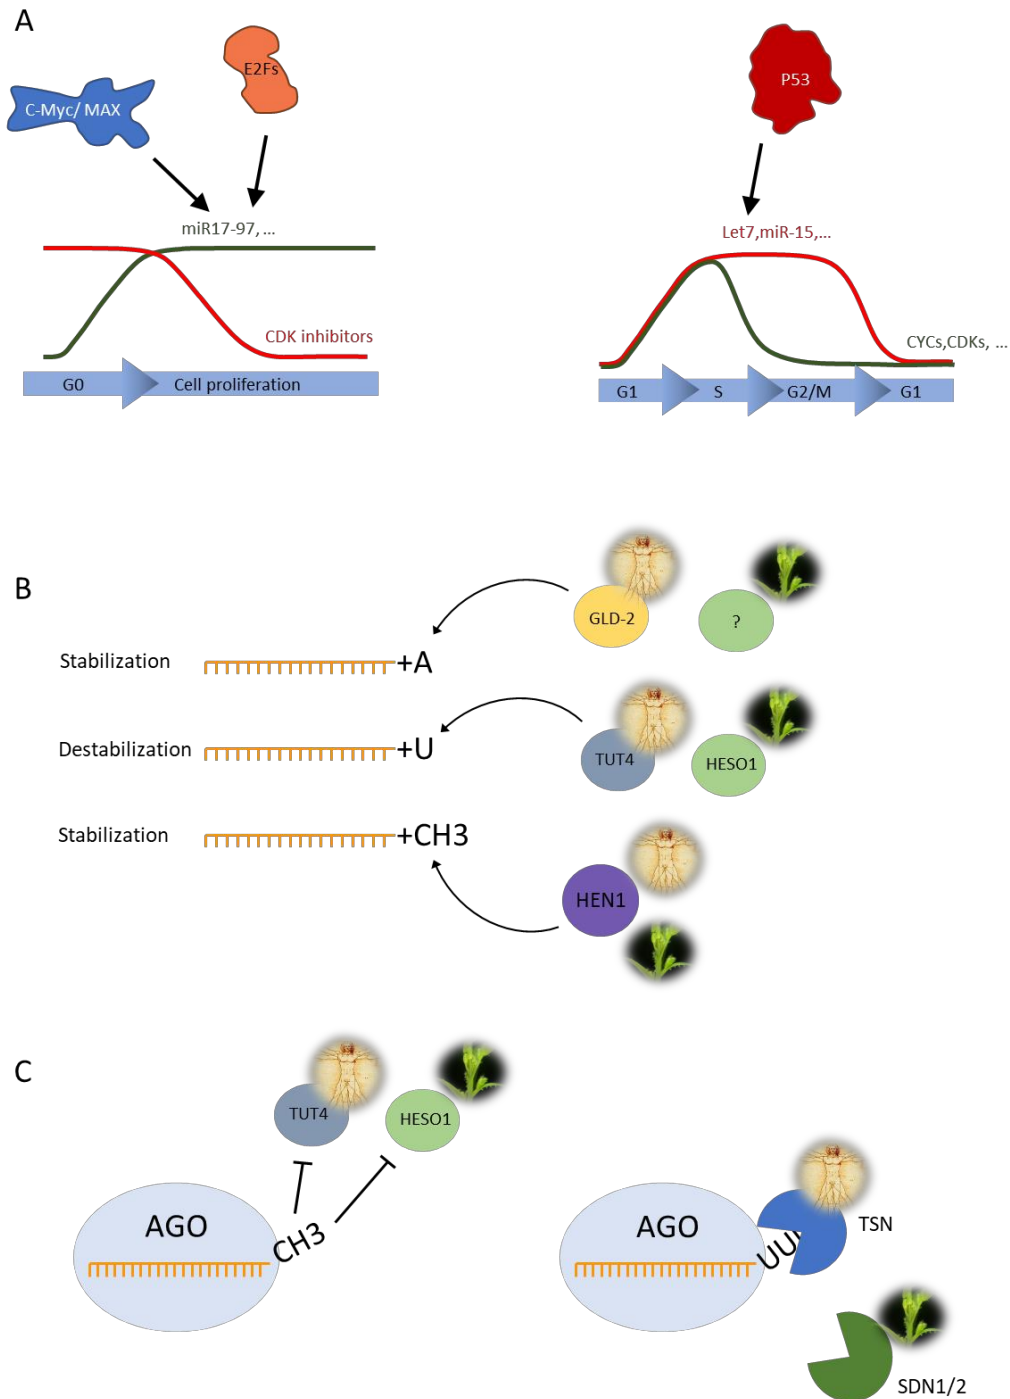 A
C-Myc/ MAX
E2Fs
P53
miR17-97, ...
Let7,miR-15,...
CDK inhibitors
CYCs,CDKs, ...
G0
Cell proliferation
G1
S
G2/M
G1
B
GLD-2
?
Stabilization
+A
Destabilization
+U
TUT4
HESO1
Stabilization
+CH3
HEN1
C
TUT4
HESO1
AGO
CH3
AGO
UUU
TSN
SDN1/2